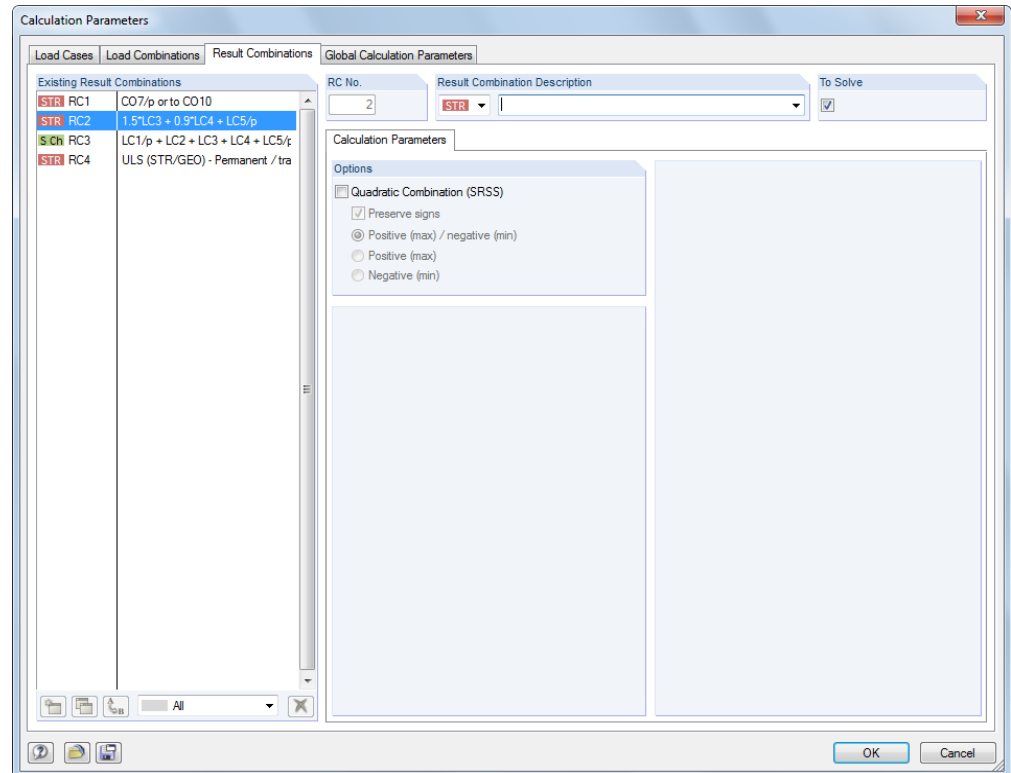 Calculation Parameters
Load Cases Load Combinations Result Combinations Global Calculation Parameters
Existing Result Combinations
STR RC1 CO7/p or to CO10
STR RC2 1.5*LC3 + 0.9*LC4 + LC5/p
S Ch RC3 LC1/p + LC2 + LC3 + LC4 + LC5/p
STR RC4 ULS (STR/GEO) - Permanent / tra
All
RC No.
2
Result Combination Description
STR
To Solve
Calculation Parameters
Options
Quadratic Combination (SRSS)
Preserve signs
Positive (max) / negative (min)
Positive (max)
Negative (min)
OK Cancel